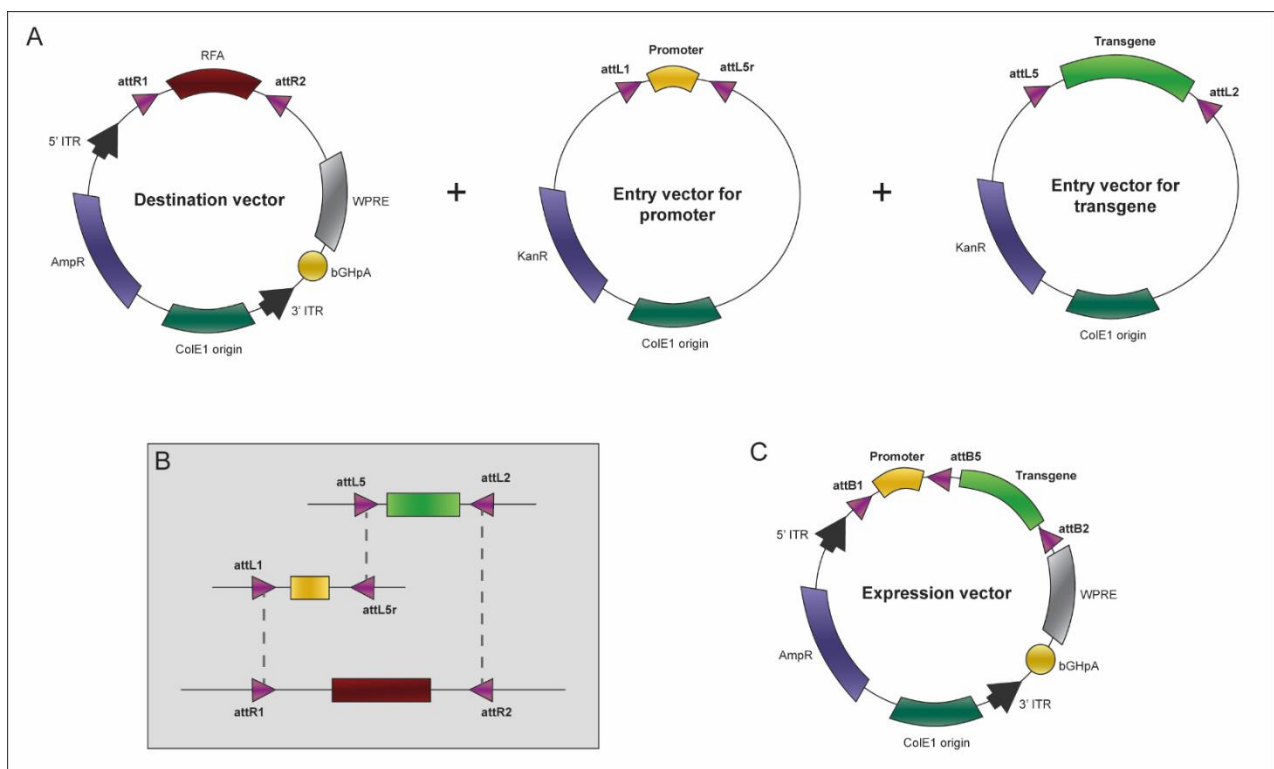 A
RFA
attR1
attR2
5' ITR
Destination vector
WPRE
AmpR
bGHpA
3' ITR
ColE1 origin
+
Promoter
attL1
attL5r
Entry vector for
promoter
KanR
ColE1 origin
+
Transgene
attL5
attL2
Entry vector for
transgene
KanR
ColE1 origin
B
attL5
attL2
attL1
attL5r
attR1
attR2
C
Promoter
attB5
Transgene
attB1
attB2
5' ITR
Expression vector
WPRE
AmpR
bGHpA
3' ITR
ColE1 origin